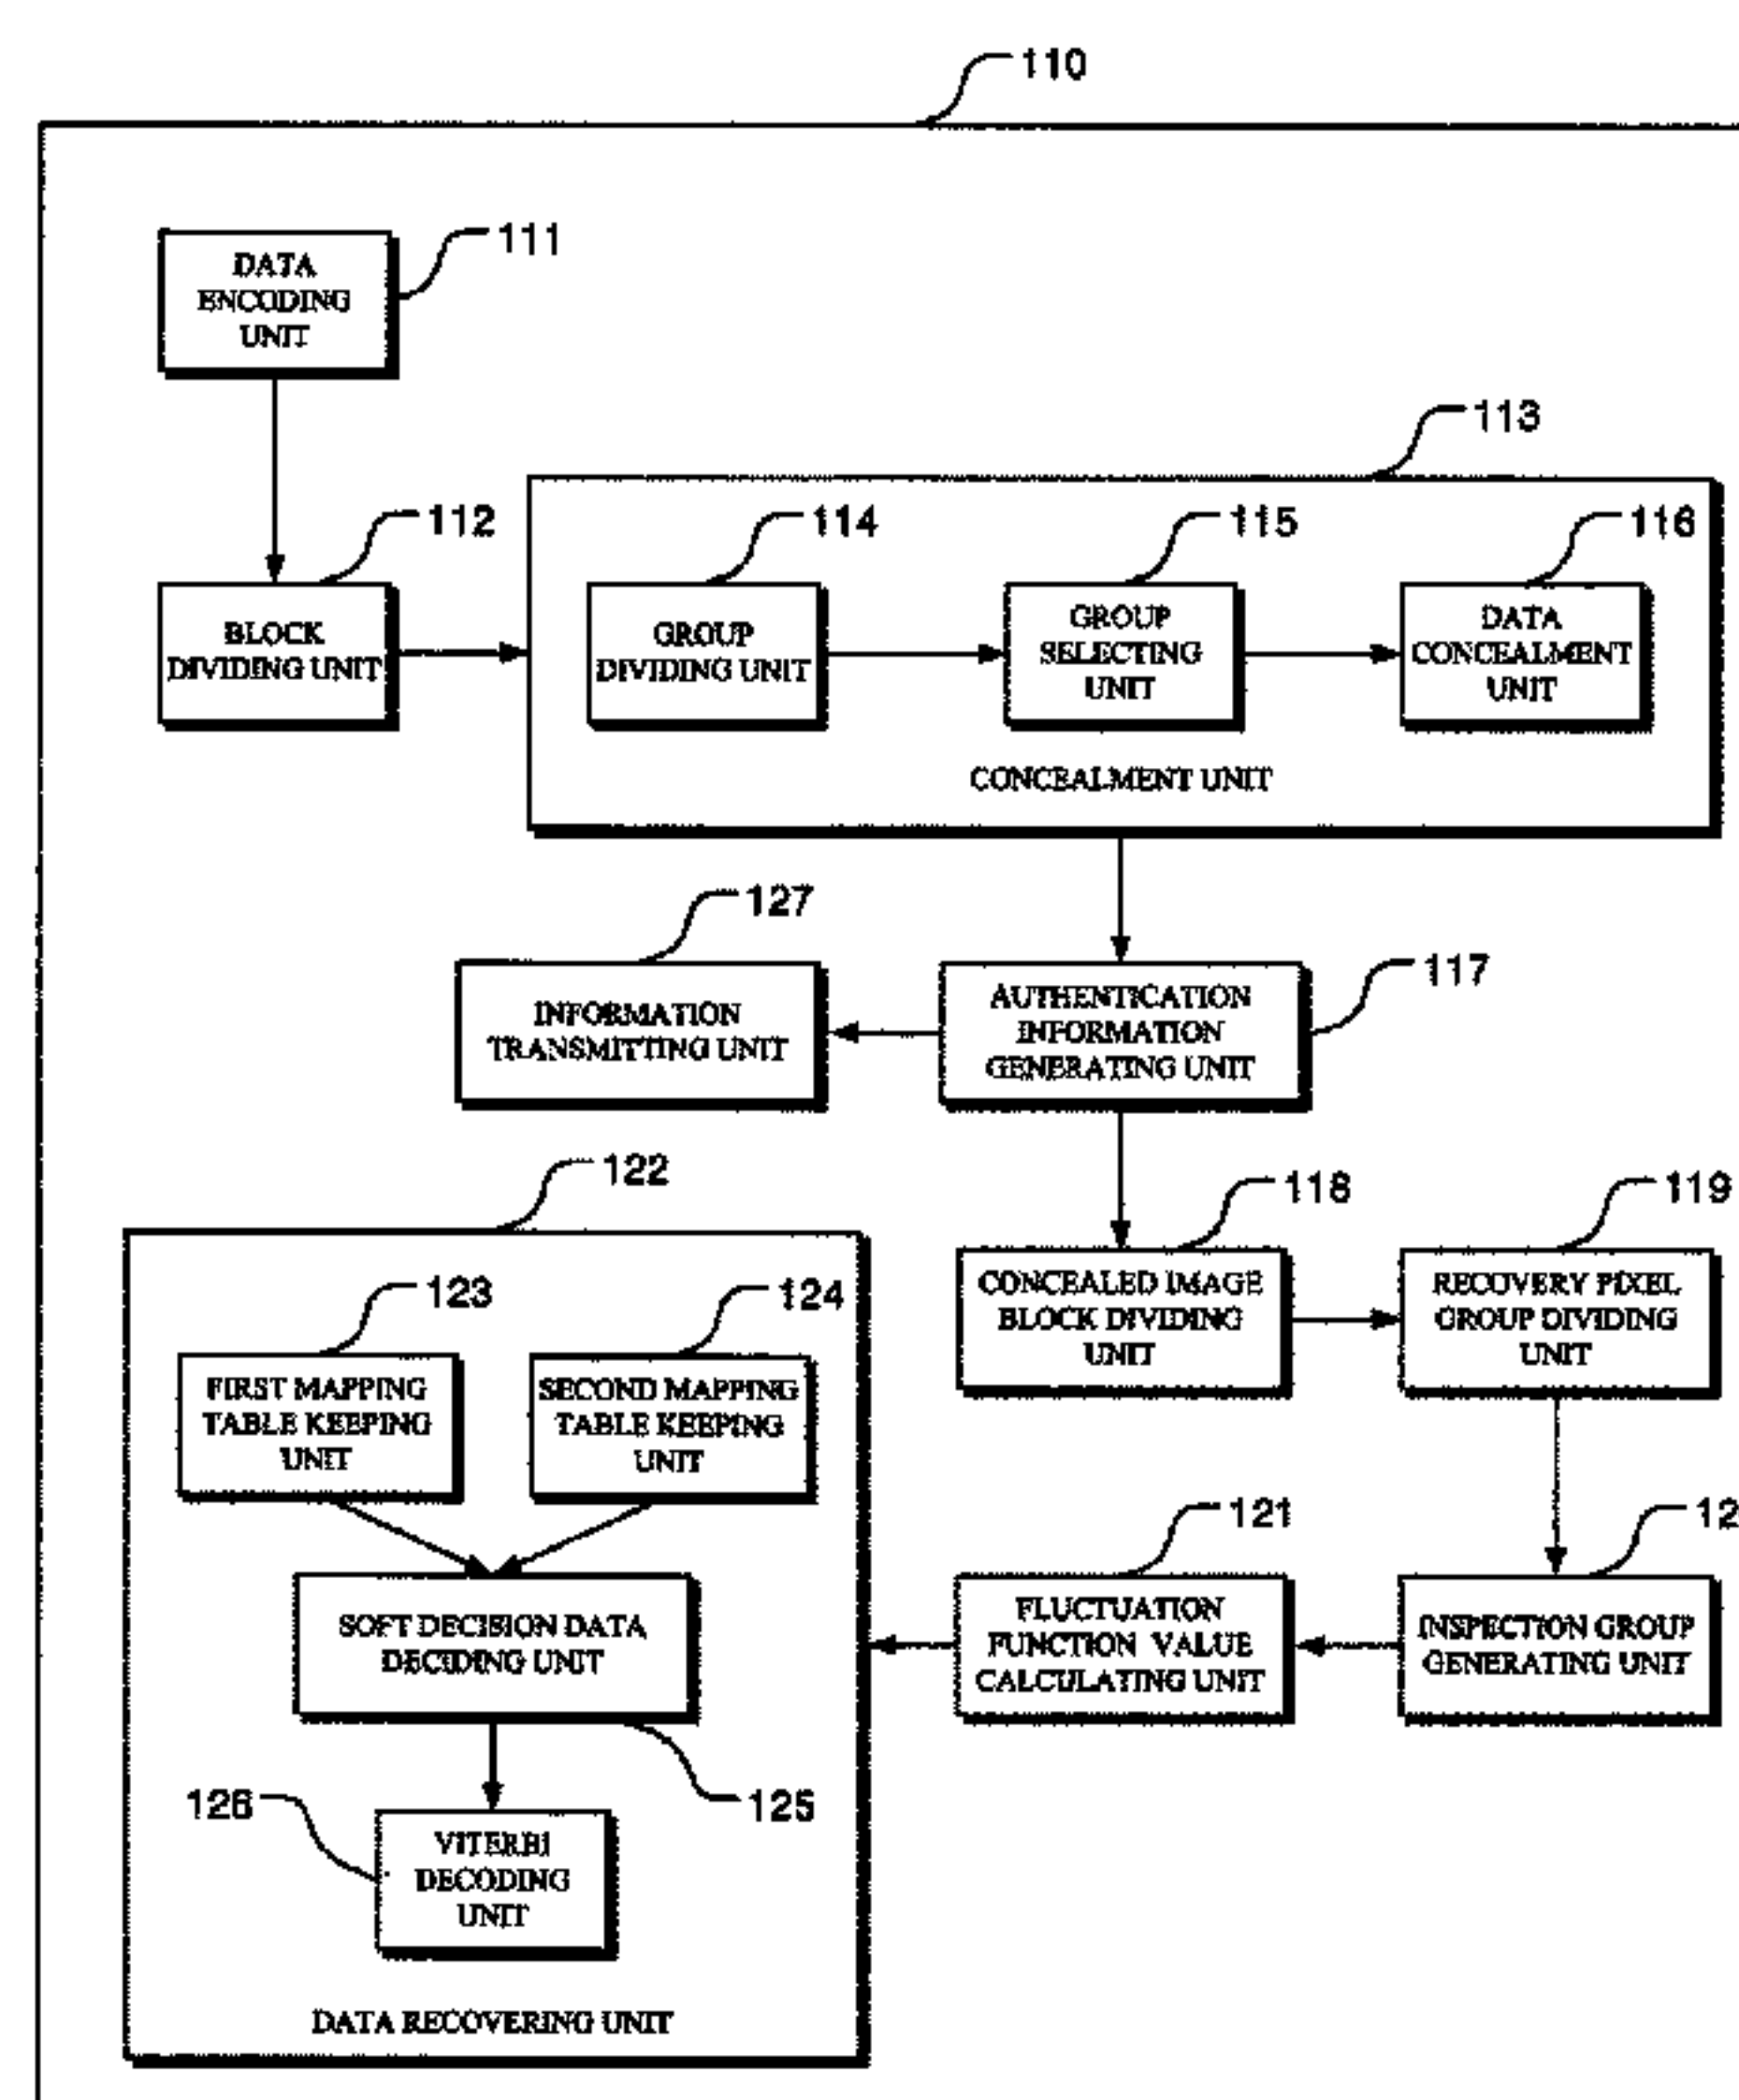 110
111
DATA
ENCODING
UNIT
113
112
114
115
116
BLOCK
DIVIDING UNIT
GROUP
DIVIDING UNIT
GROUP
SELECTING
UNIT
DATA
CONCEALMENT
UNIT
CONCEALMENT UNIT
127
117
INFORMATION
TRANSMITTING UNIT
AUTHENTICATION
INFORMATION
GENERATING UNIT
122
118
119
123
124
CONCEALED IMAGE
BLOCK DIVIDING
UNIT
RECOVERY PIXEL
GROUP DIVIDING
UNIT
FIRST MAPPING
TABLE KEEPING
UNIT
SECOND MAPPING
TABLE KEEPING
UNIT
121
12
SOFT DECISION DATA
DECIDING UNIT
FLUCTUATION
FUNCTION VALUE
CALCULATING UNIT
INSPECTION GROUP
GENERATING UNIT
126
125
VITERBI
DECODING
UNIT
DATA RECOVERING UNIT